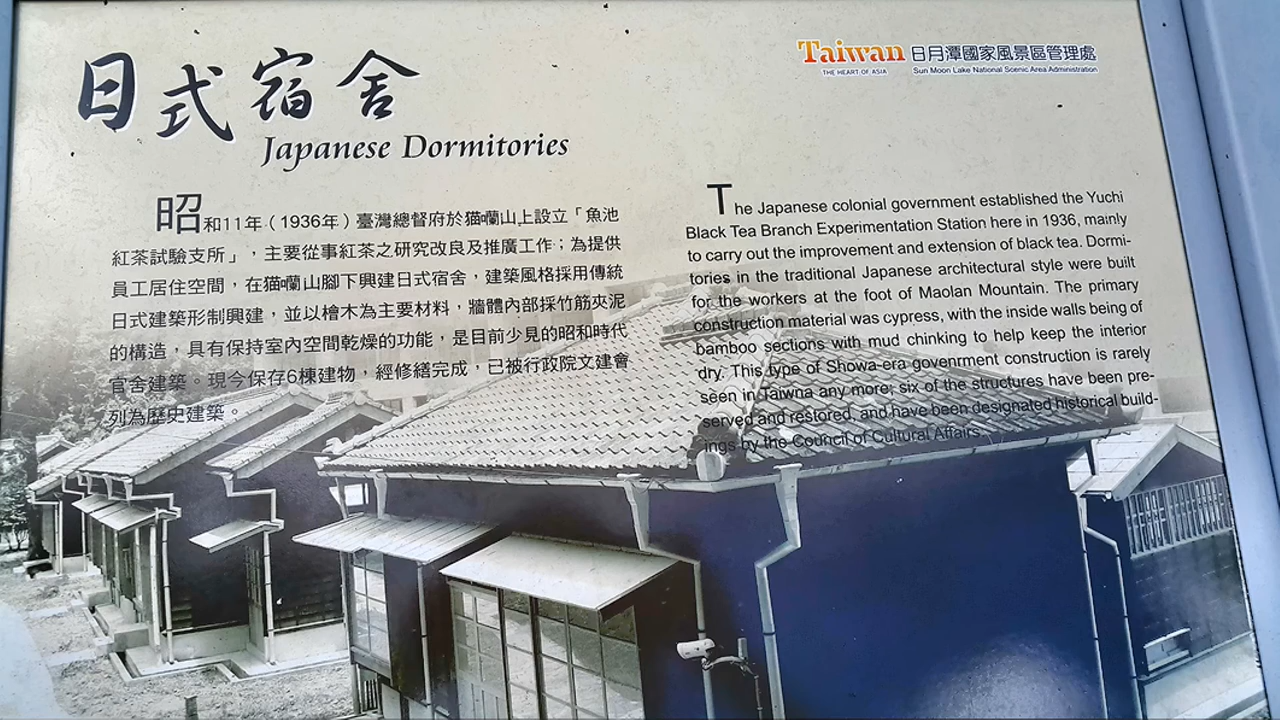 日式宿舍
Japanese Dormitories
Taiwan
THE HEART OF ASIA
日月潭國家風景區管理處
Sun Moon Lake National Scenic Area Administration
昭和11年（1936年）臺灣總督府於猫囒山上設立「魚池
紅茶試驗支所」，主要從事紅茶之研究改良及推廣工作；為提供
員工居住空間，在猫囒山腳下興建日式宿舍，建築風格採用傳統
日式建築形制興建，並以檜木為主要材料，牆體內部採竹筋夾泥
的構造，具有保持室內空間乾燥的功能，是目前少見的昭和時代
官舍建築。現今保存6棟建物，經修繕完成，已被行政院文建會
列為歷史建築。
The Japanese colonial government established the Yuchi
Black Tea Branch Experimentation Station here in 1936, mainly
to carry out the improvement and extension of black tea. Dormi-
tories in the traditional Japanese architectural style were built
for the workers at the foot of Maolan Mountain. The primary
construction material was cypress, with the inside walls being of
bamboo sections with mud chinking to help keep the interior
dry. This type of Showa-era govenrment construction is rarely
seen in Taiwna any more; six of the structures have been pre-
served and restored, and have been designated historical build-
ings by the Council of Cultural Affairs.